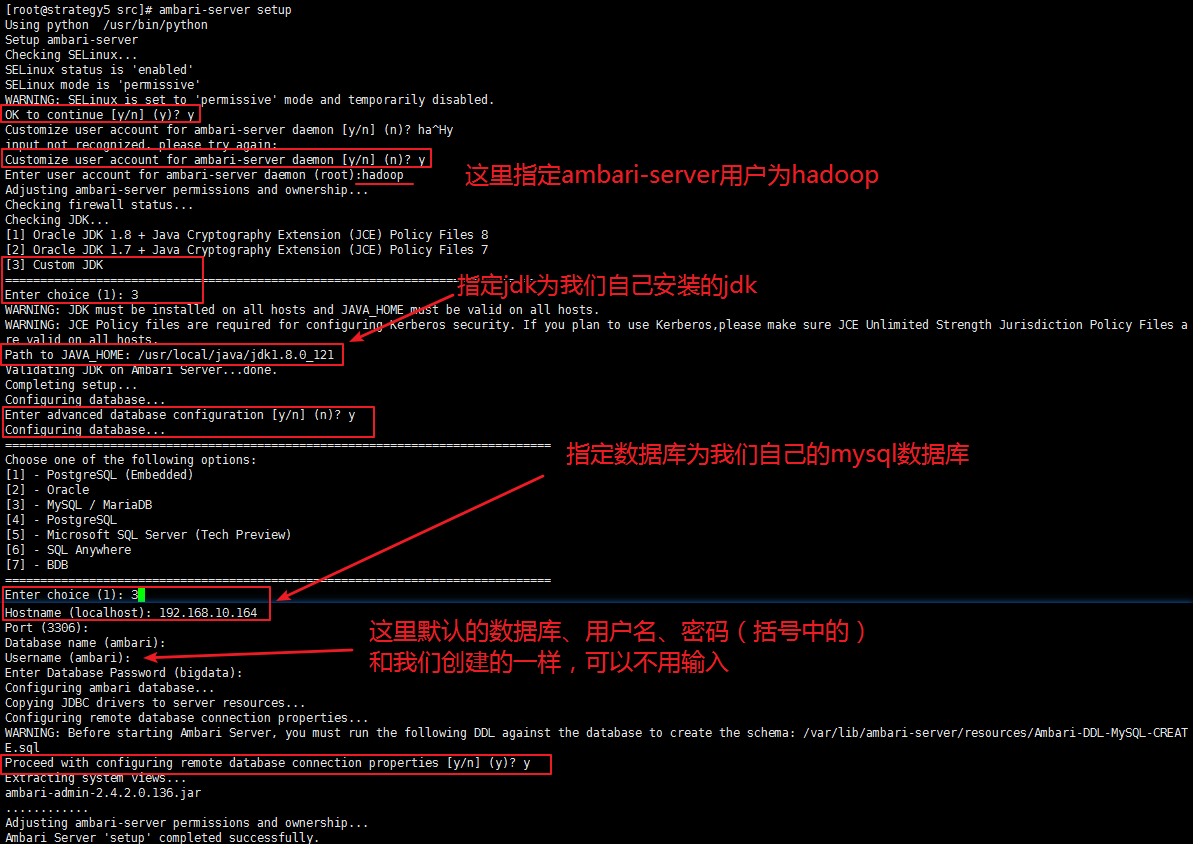 [root@strategy5 src]# ambari-server setup
Using python  /usr/bin/python
Setup ambari-server
Checking SELinux...
SELinux status is 'enabled'
SELinux mode is 'permissive'
WARNING: SELinux is set to 'permissive' mode and temporarily disabled.
OK to continue [y/n] (y)? y
Customize user account for ambari-server daemon [y/n] (n)? ha^Hy
input not recognized, please try again:
Customize user account for ambari-server daemon [y/n] (n)? y
Enter user account for ambari-server daemon (root):hadoop
这里指定ambari-server用户为hadoop
Adjusting ambari-server permissions and ownership...
Checking firewall status...
Checking JDK...
[1] Oracle JDK 1.8 + Java Cryptography Extension (JCE) Policy Files 8
[2] Oracle JDK 1.7 + Java Cryptography Extension (JCE) Policy Files 7
[3] Custom JDK
==============================================================================
指定jdk为我们自己安装的jdk
Enter choice (1): 3
WARNING: JDK must be installed on all hosts and JAVA_HOME must be valid on all hosts.
WARNING: JCE Policy files are required for configuring Kerberos security. If you plan to use Kerberos,please make sure JCE Unlimited Strength Jurisdiction Policy Files a
re valid on all hosts.
Path to JAVA_HOME: /usr/local/java/jdk1.8.0_121
Validating JDK on Ambari Server...done.
Completing setup...
Configuring database...
Enter advanced database configuration [y/n] (n)? y
Configuring database...
==============================================================================
指定数据库为我们自己的mysql数据库
Choose one of the following options:
[1] - PostgreSQL (Embedded)
[2] - Oracle
[3] - MySQL / MariaDB
[4] - PostgreSQL
[5] - Microsoft SQL Server (Tech Preview)
[6] - SQL Anywhere
[7] - BDB
==============================================================================
Enter choice (1): 3
Hostname (localhost): 192.168.10.164
Port (3306):
这里默认的数据库、用户名、密码（括号中的）
Database name (ambari):
Username (ambari):
和我们创建的一样，可以不用输入
Enter Database Password (bigdata):
Configuring ambari database...
Copying JDBC drivers to server resources...
Configuring remote database connection properties...
WARNING: Before starting Ambari Server, you must run the following DDL against the database to create the schema: /var/lib/ambari-server/resources/Ambari-DDL-MySQL-CREAT
E.sql
Proceed with configuring remote database connection properties [y/n] (y)? y
Extracting system views...
ambari-admin-2.4.2.0.136.jar
............
Adjusting ambari-server permissions and ownership...
Ambari Server 'setup' completed successfully.